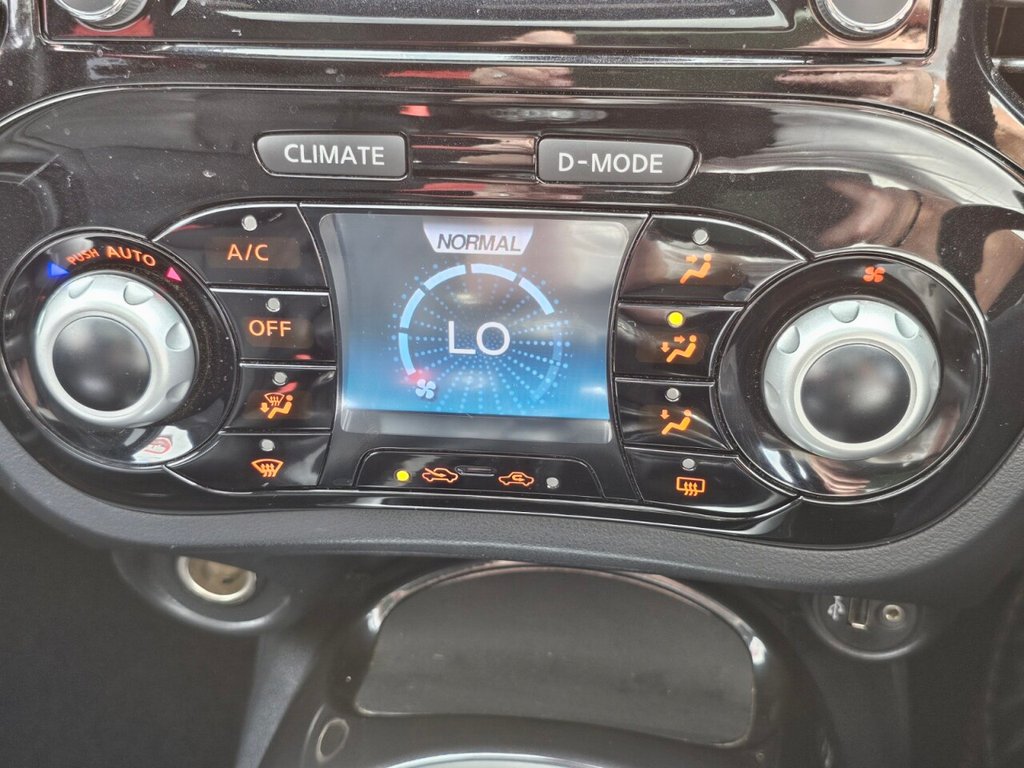 CLIMATE
D-MODE
PUSH AUTO
A/C
NORMAL
OFF
LO